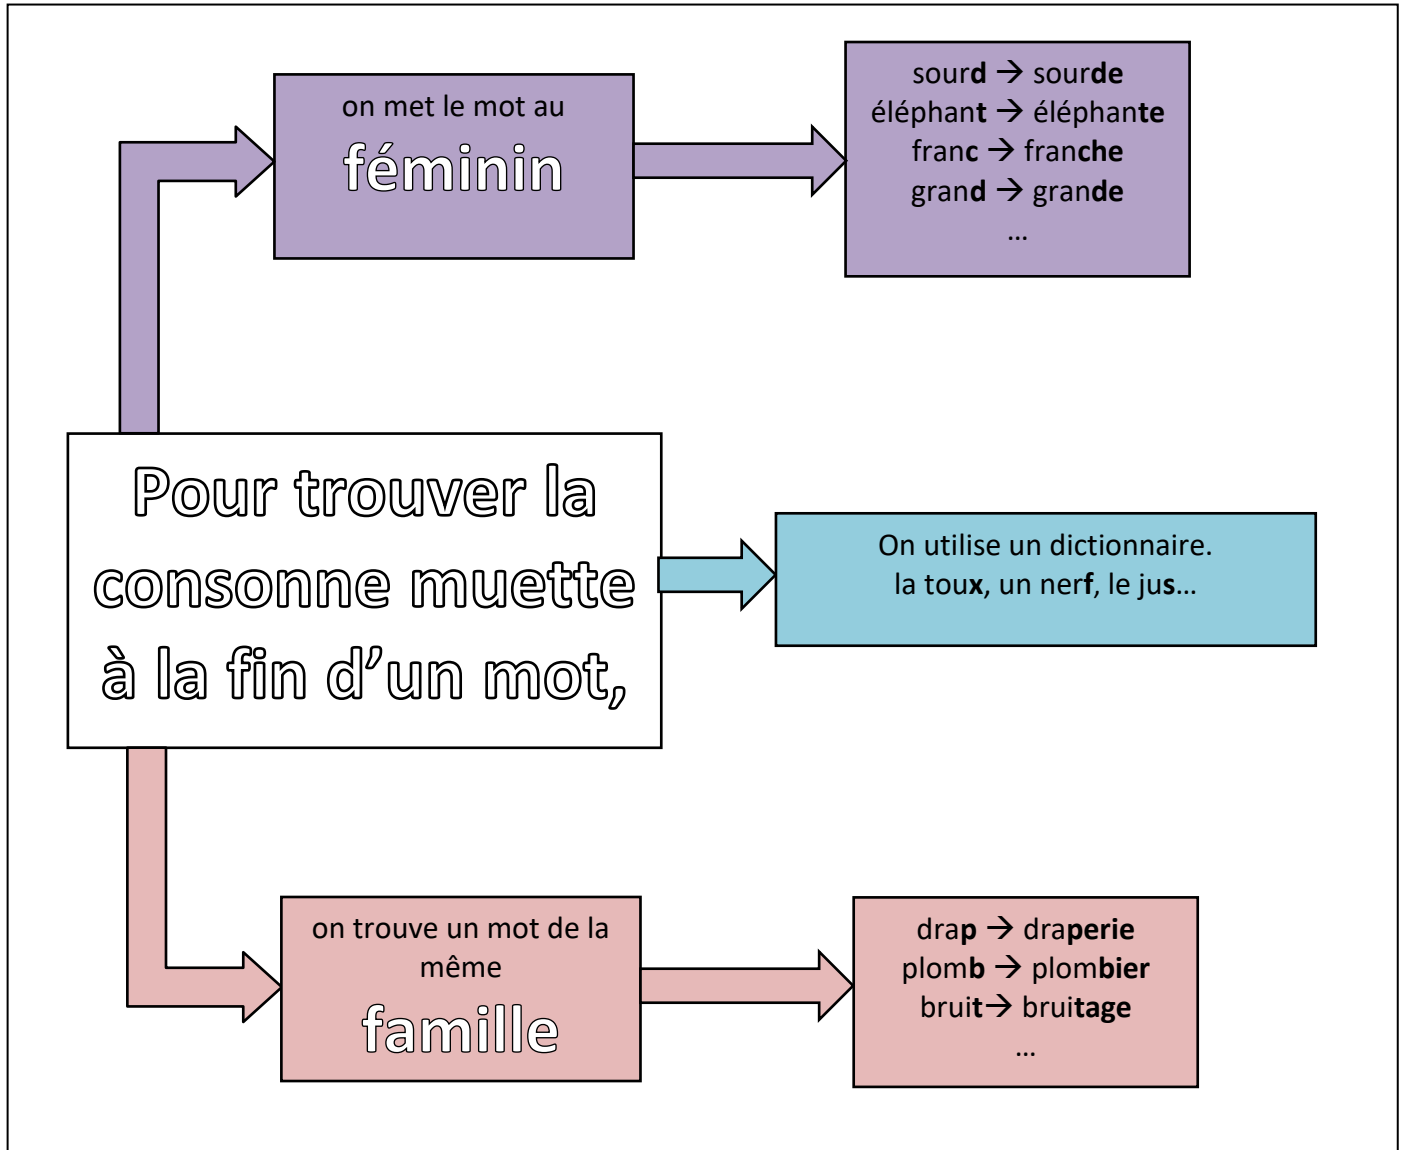 on met le mot au
féminin
sourd → sourde
éléphant → éléphante
franc → franche
grand → grande
...
Pour trouver la
consonne muette
à la fin d’un mot,
On utilise un dictionnaire.
la toux, un nerf, le jus...
on trouve un mot de la
même
famille
drap → draperie
plomb → plombier
bruit→ bruitage
...